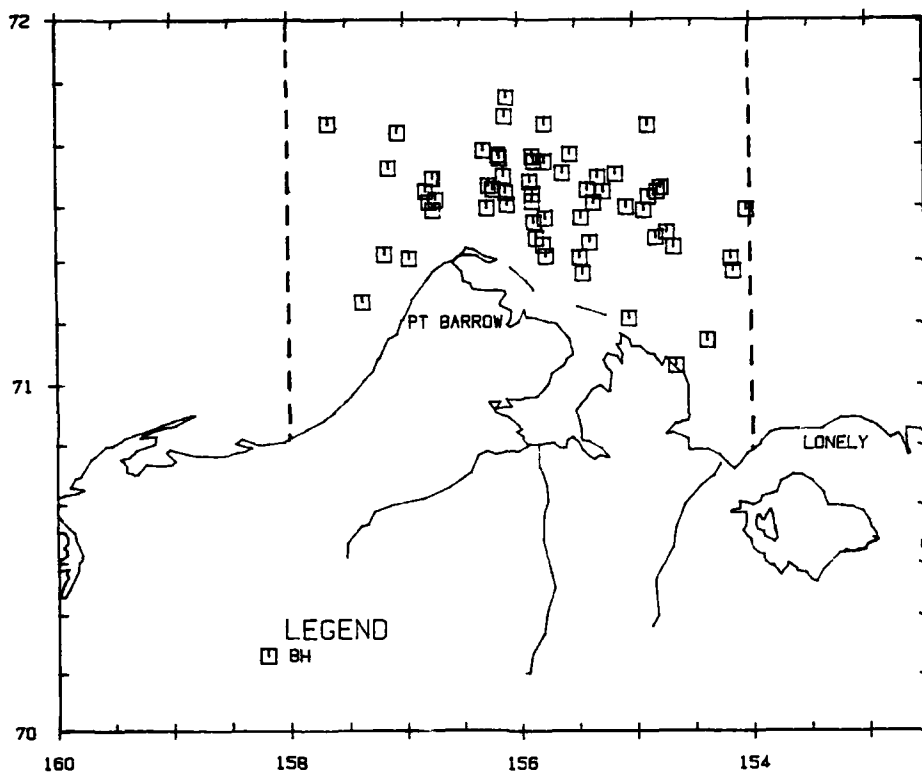 72
PT BARROW
71
LONELY
LEGEND
BH
70
160 158 156 154